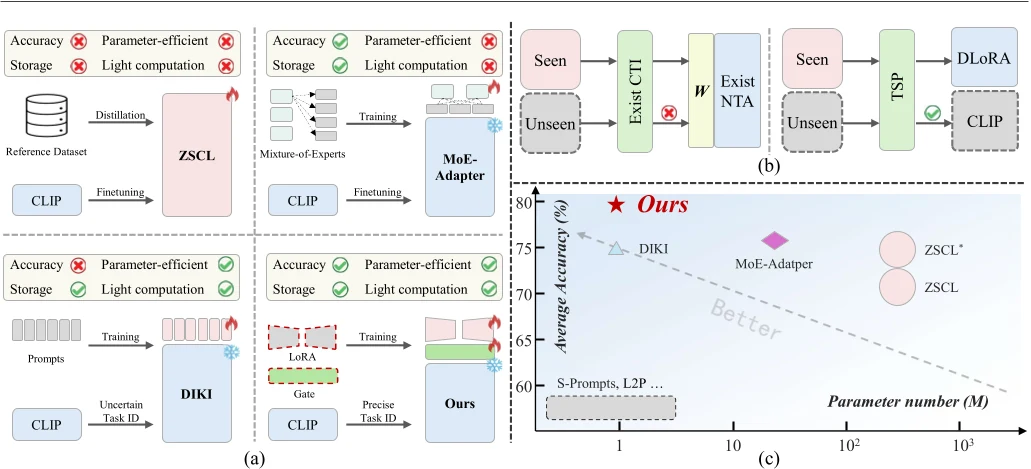 Accuracy Parameter-efficient
Storage Light computation
Reference Dataset
Distillation
ZSCL
CLIP
Finetuning
Accuracy Parameter-efficient
Storage Light computation
Mixture-of-Experts
Training
MoE-
Adapter
CLIP
Finetuning
Accuracy Parameter-efficient
Storage Light computation
Prompts
Training
DIKI
CLIP
Uncertain
Task ID
Accuracy Parameter-efficient
Storage Light computation
LoRA
Gate
Training
Ours
CLIP
Precise
Task ID
(a)
Seen
Unseen
Exist CTI
W
Exist
NTA
Seen
Unseen
TSP
DLoRA
CLIP
(b)
Average Accuracy (%)
80
75
70
65
60
Ours
DIKI
MoE-Adatper
ZSCL*
ZSCL
Better
S-Prompts, L2P ...
Parameter number (M)
1
10
10²
10³
(c)